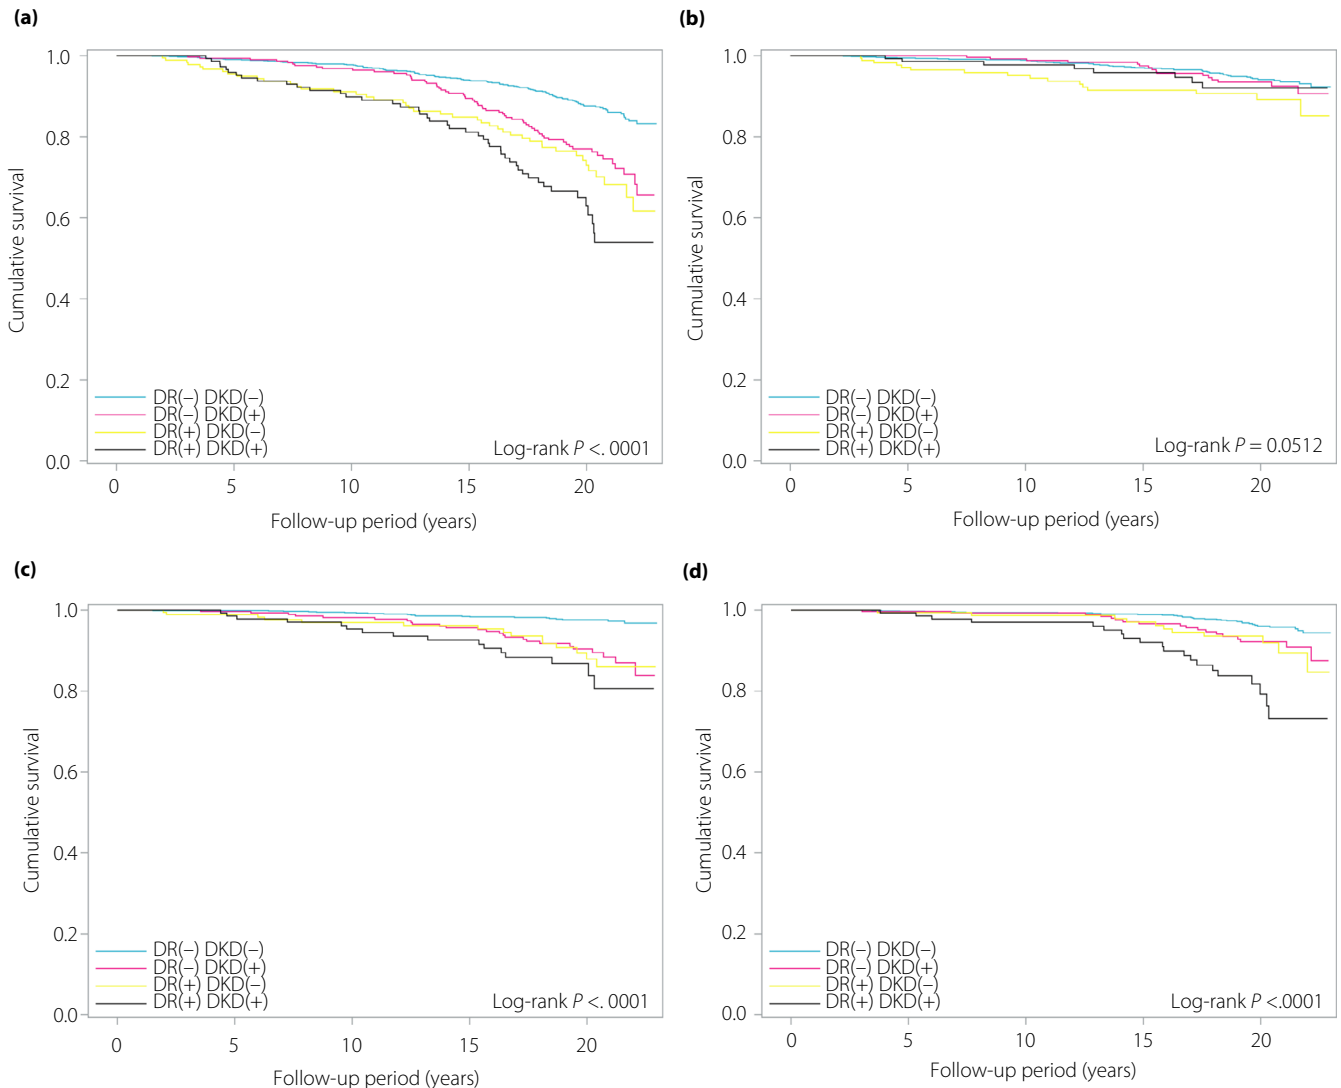 (a)
1.0
0.8
0.6
0.4
0.2
0.0
Cumulative survival
DR(−) DKD(−)
DR(−) DKD(+)
DR(+) DKD(−)
DR(+) DKD(+)
Log-rank P <. 0001
0 5 10 15 20
Follow-up period (years)
(b)
1.0
0.8
0.6
0.4
0.2
0.0
Cumulative survival
DR(−) DKD(−)
DR(−) DKD(+)
DR(+) DKD(−)
DR(+) DKD(+)
Log-rank P = 0.0512
0 5 10 15 20
Follow-up period (years)
(c)
1.0
0.8
0.6
0.4
0.2
0.0
Cumulative survival
DR(−) DKD(−)
DR(−) DKD(+)
DR(+) DKD(−)
DR(+) DKD(+)
Log-rank P <. 0001
0 5 10 15 20
Follow-up period (years)
(d)
1.0
0.8
0.6
0.4
0.2
0.0
Cumulative survival
DR(−) DKD(−)
DR(−) DKD(+)
DR(+) DKD(−)
DR(+) DKD(+)
Log-rank P <.0001
0 5 10 15 20
Follow-up period (years)